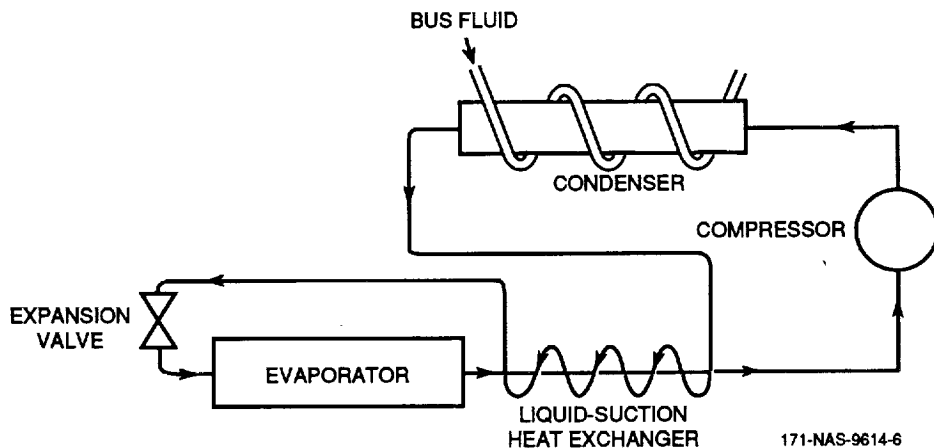 BUS FLUID
CONDENSER
COMPRESSOR
EXPANSION
VALVE
EVAPORATOR
LIQUID-SUCTION
HEAT EXCHANGER
171-NAS-9614-6